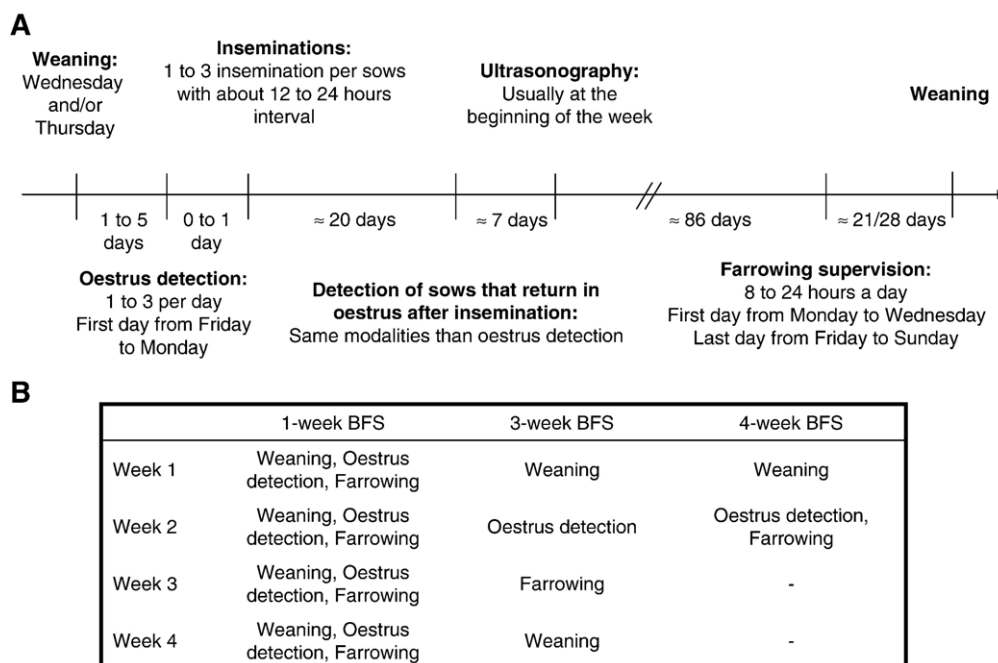 A
Weaning:
Wednesday
and/or
Thursday
Inseminations:
1 to 3 insemination per sows
with about 12 to 24 hours
interval
Ultrasonography:
Usually at the
beginning of the week
Weaning
1 to 5
days
0 to 1
day
≈ 20 days
≈ 7 days
≈ 86 days
≈ 21/28 days
Oestrus detection:
1 to 3 per day
First day from Friday
to Monday
Detection of sows that return in
oestrus after insemination:
Same modalities than oestrus detection
Farrowing supervision:
8 to 24 hours a day
First day from Monday to Wednesday
Last day from Friday to Sunday
B
1-week BFS 3-week BFS 4-week BFS
Week 1 Weaning, Oestrus detection, Farrowing Weaning Weaning
Week 2 Weaning, Oestrus detection, Farrowing Oestrus detection Oestrus detection, Farrowing
Week 3 Weaning, Oestrus detection, Farrowing Farrowing -
Week 4 Weaning, Oestrus detection, Farrowing Weaning -